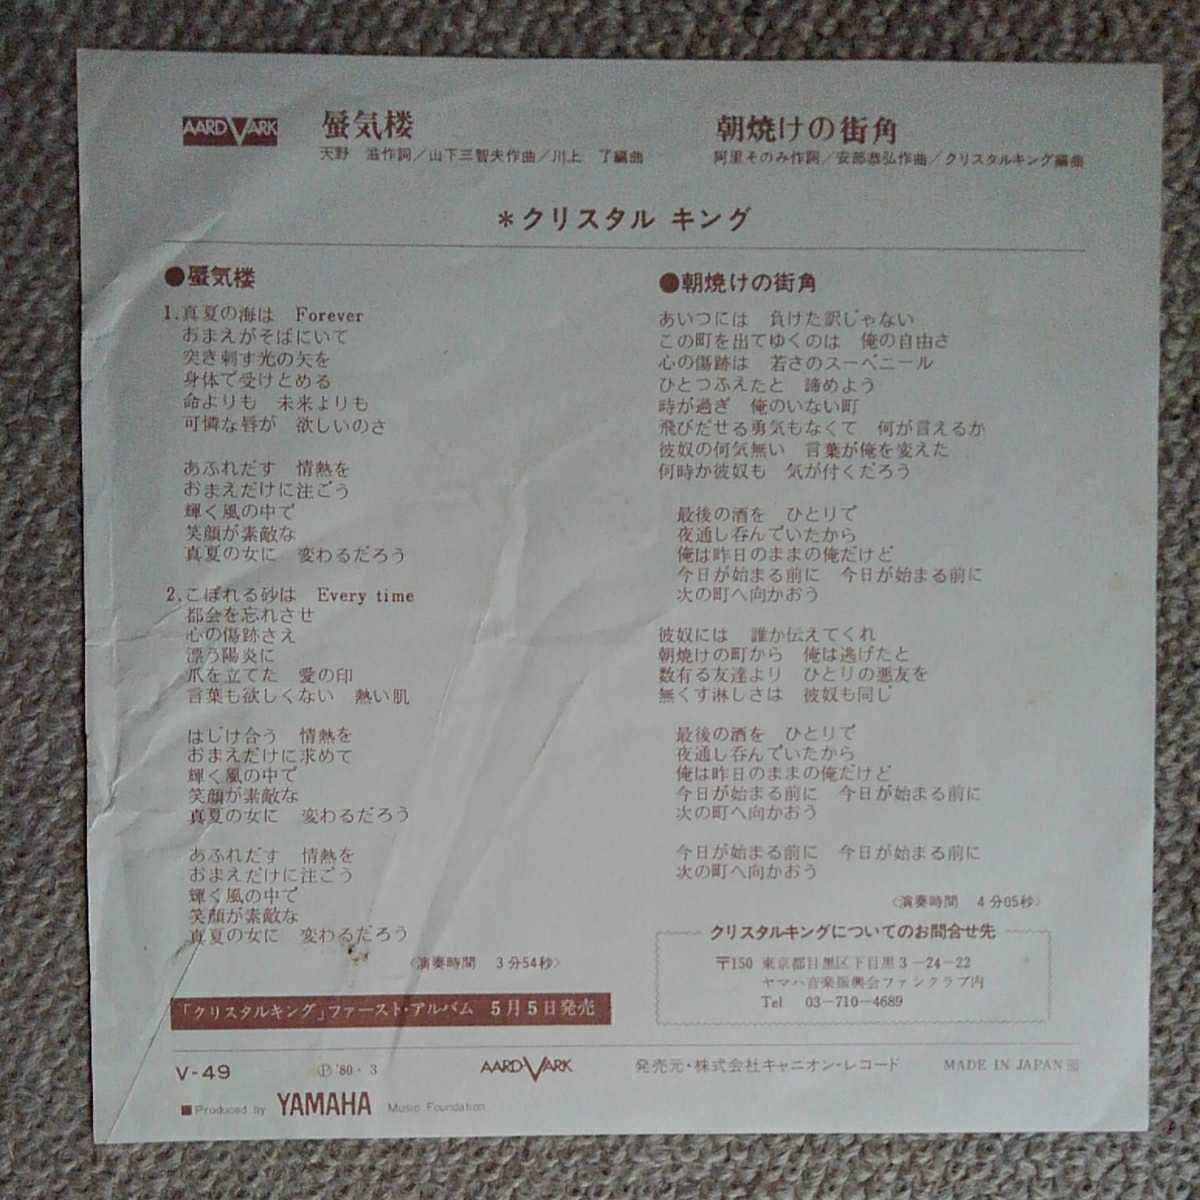 AARDVARK
蜃気楼
天野 滋作詞／山下三智夫作曲／川上 了編曲
朝焼けの街角
阿里そのみ作詞／安部恭弘作曲／クリスタルキング編曲
＊クリスタル キング
●蜃気楼
1.真夏の海は Forever
おまえがそばにいて
突き刺す光の矢を
身体で受けとめる
命よりも 未来よりも
可憐な唇が 欲しいのさ
あふれだす 情熱を
おまえだけに注ごう
輝く風の中で
笑顔が素敵な
真夏の女に 変わるだろう
2.こぼれる砂は Every time
都会を忘れさせ
心の傷跡さえ
漂う陽炎に
爪を立てた 愛の印
言葉も欲しくない 熱い肌
はじけ合う 情熱を
おまえだけに求めて
輝く風の中で
笑顔が素敵な
真夏の女に 変わるだろう
あふれだす 情熱を
おまえだけに注ごう
輝く風の中で
笑顔が素敵な
真夏の女に 変わるだろう
〈演奏時間 3分54秒〉
「クリスタルキング」ファースト・アルバム 5月5日発売
●朝焼けの街角
あいつには 負けた訳じゃない
この町を出てゆくのは 俺の自由さ
心の傷跡は 若さのスーベニール
ひとつふえたと 諦めよう
時が過ぎ 俺のいない町
飛びだせる勇気もなくて 何が言えるか
彼奴の何気無い 言葉が俺を変えた
何時か彼奴も 気が付くだろう
最後の酒を ひとりで
夜通し呑んでいたから
俺は昨日のままの俺だけど
今日が始まる前に 今日が始まる前に
次の町へ向かおう
彼奴には 誰か伝えてくれ
朝焼けの町から 俺は逃げたと
数有る友達より ひとりの悪友を
無くす淋しさは 彼奴も同じ
最後の酒を ひとりで
夜通し呑んでいたから
俺は昨日のままの俺だけど
今日が始まる前に 今日が始まる前に
次の町へ向かおう
今日が始まる前に 今日が始まる前に
次の町へ向かおう
〈演奏時間 4分05秒〉
クリスタルキングについてのお問合せ先
〒150 東京都目黒区下目黒3－24－22
ヤマハ音楽振興会ファンクラブ内
Tel 03－710－4689
V-49
Ⓟ '80・3
AARDVARK
発売元・株式会社キャニオン・レコード
MADE IN JAPAN
■Produced by YAMAHA Music Foundation